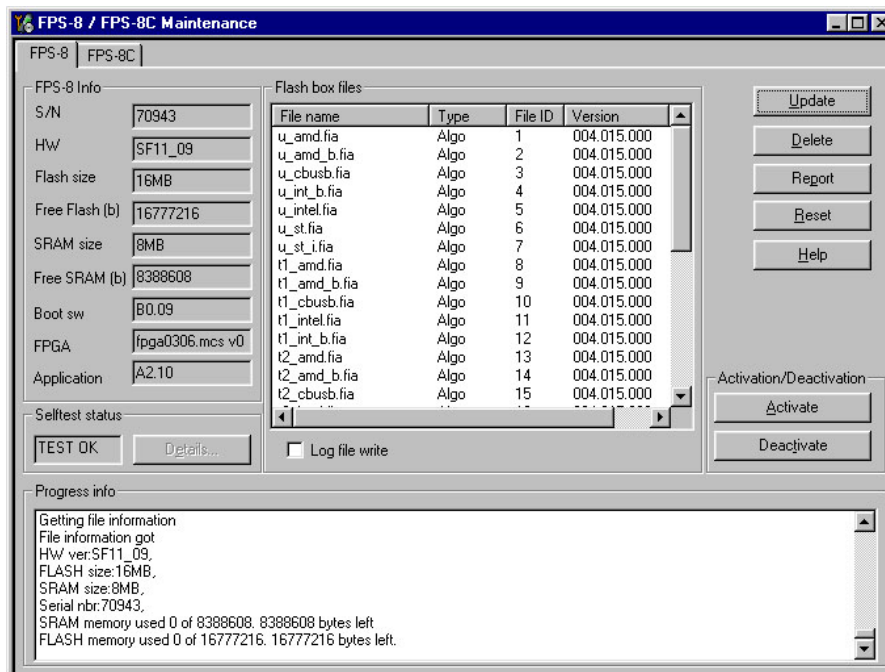 FPS-8 / FPS-8C Maintenance
FPS-8 FPS-8C
FPS-8 Info
S/N 70943
HW SF11_09
Flash size 16MB
Free Flash (b) 16777216
SRAM size 8MB
Free SRAM (b) 8388608
Boot sw B0.09
FPGA fpga0306.mcs v0
Application A2.10
Selftest status
TEST OK Details...
Flash box files
File name Type File ID Version
u_amd.fia Algo 1 004.015.000
u_amd_b.fia Algo 2 004.015.000
u_cbusb.fia Algo 3 004.015.000
u_int_b.fia Algo 4 004.015.000
u_intel.fia Algo 5 004.015.000
u_st.fia Algo 6 004.015.000
u_st_i.fia Algo 7 004.015.000
t1_amd.fia Algo 8 004.015.000
t1_amd_b.fia Algo 9 004.015.000
t1_cbusb.fia Algo 10 004.015.000
t1_intel.fia Algo 11 004.015.000
t1_int_b.fia Algo 12 004.015.000
t2_amd.fia Algo 13 004.015.000
t2_amd_b.fia Algo 14 004.015.000
t2_cbusb.fia Algo 15 004.015.000
Log file write
Update
Delete
Report
Reset
Help
Activation/Deactivation
Activate
Deactivate
Progress info
Getting file information
File information got
HW ver:SF11_09,
FLASH size:16MB,
SRAM size:8MB,
Serial nbr:70943,
SRAM memory used 0 of 8388608. 8388608 bytes left
FLASH memory used 0 of 16777216. 16777216 bytes left.